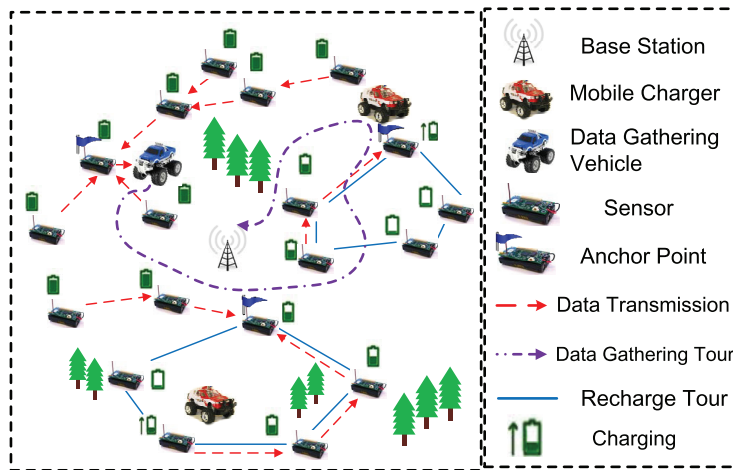 Base Station
Mobile Charger
Data Gathering
Vehicle
Sensor
Anchor Point
Data Transmission
Data Gathering Tour
Recharge Tour
Charging